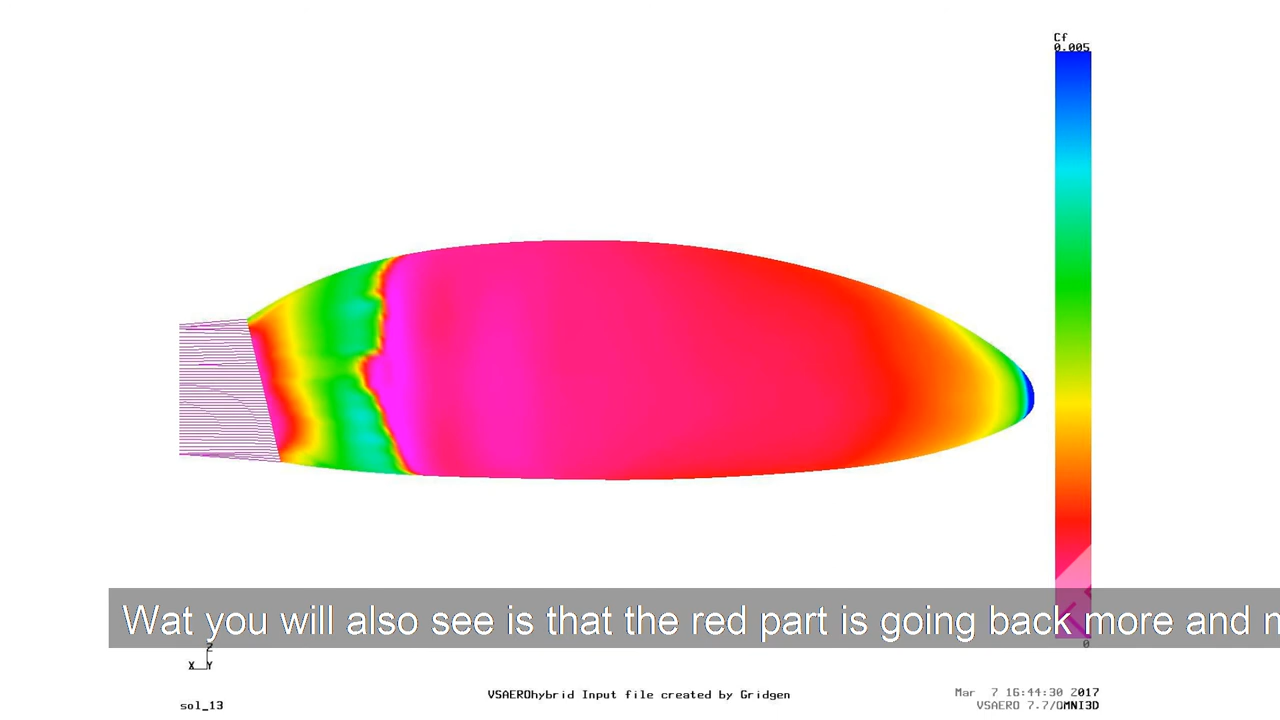 Cf
0.005
Wat you will also see is that the red part is going back more and
0
Z
X Y
VSAEROhybrid Input file created by Gridgen
Mar 7 16:44:30 2017
sol_13
VSAERO 7.7/OMNI3D